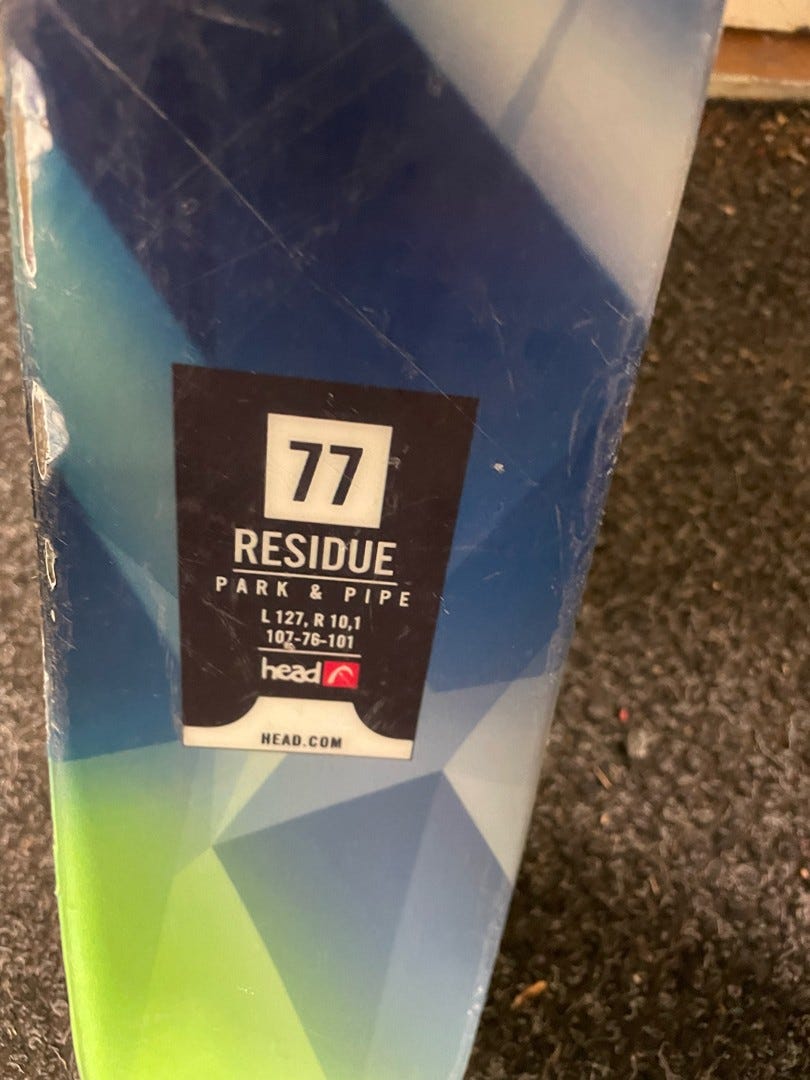 77
RESIDUE
PARK & PIPE
L 127, R 10,1
107-76-101
head
HEAD.COM